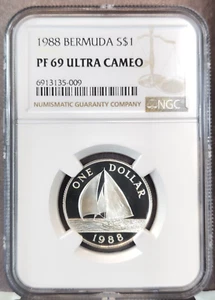 1988 BERMUDA S$1
PF 69 ULTRA CAMEO
6913135-009
NUMISMATIC GUARANTY COMPANY
NGC
ONE DOLLAR
1988